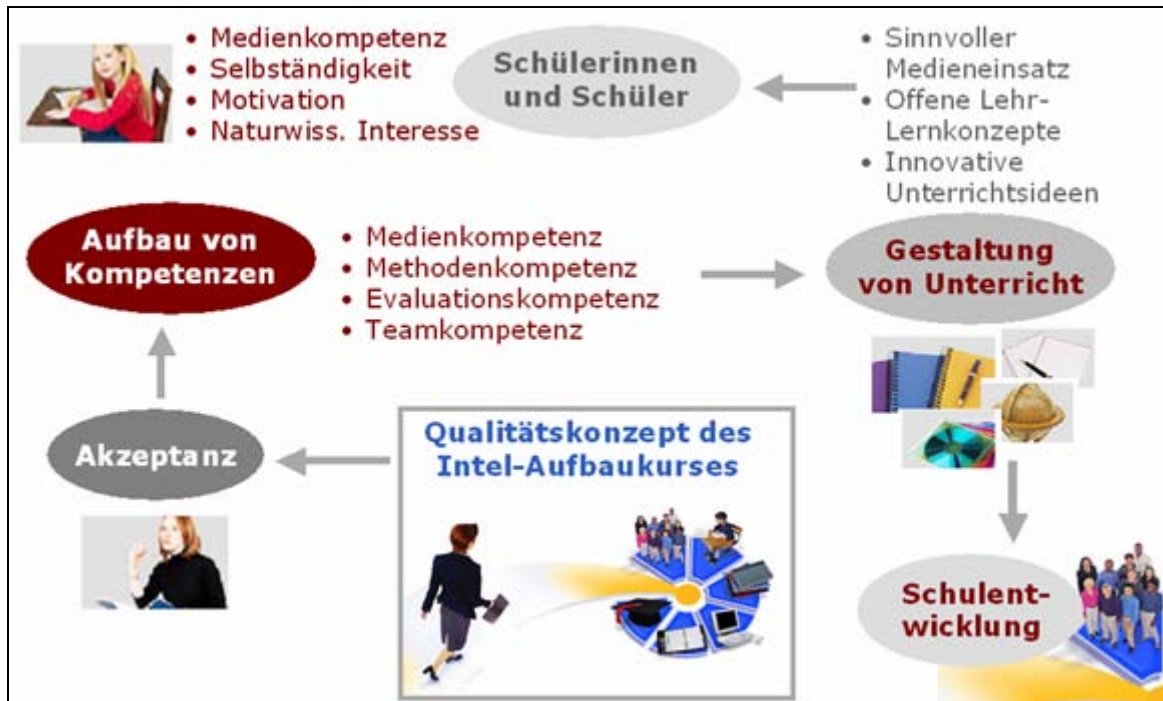 • Medienkompetenz
• Selbständigkeit
• Motivation
• Naturwiss. Interesse
Schülerinnen
und Schüler
• Sinnvoller
Medieneinsatz
• Offene Lehr-
Lernkonzepte
• Innovative
Unterrichtsideen
Aufbau von
Kompetenzen
• Medienkompetenz
• Methodenkompetenz
• Evaluationskompetenz
• Teamkompetenz
Gestaltung
von Unterricht
Akzeptanz
Qualitätskonzept des
Intel-Aufbaukurses
Schulent-
wicklung